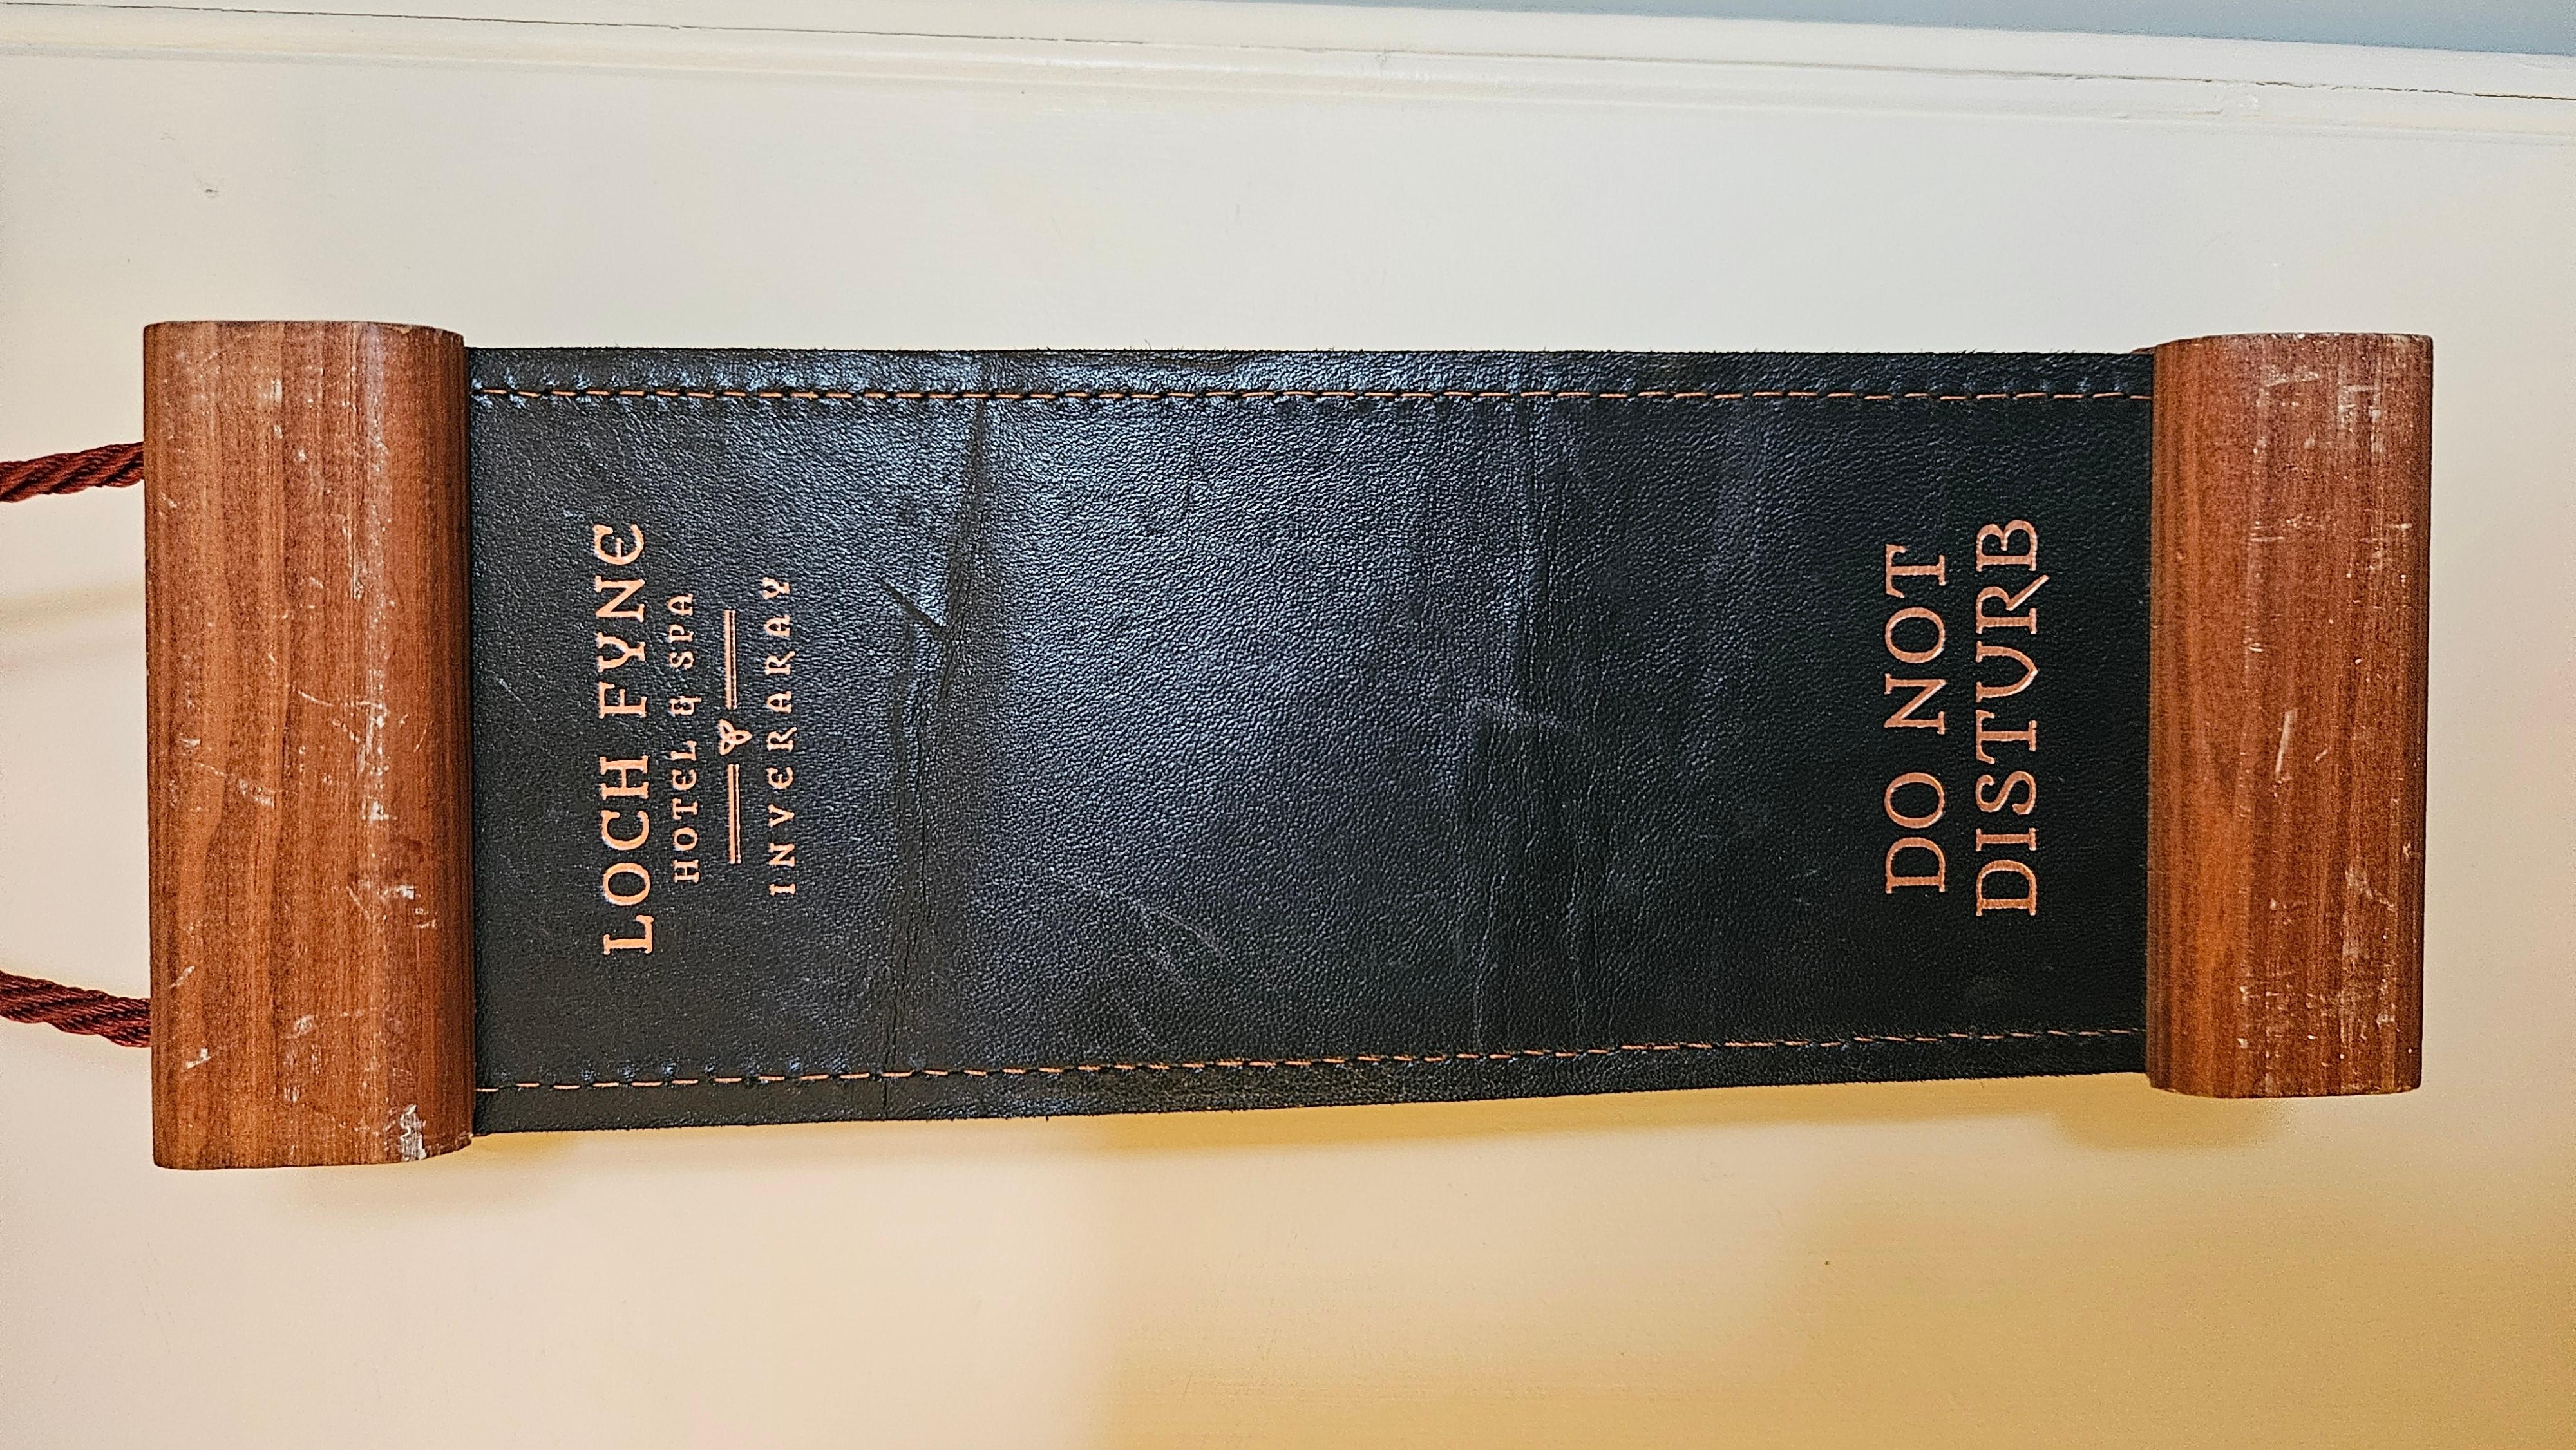 LOCH FYNE
HOTEL & SPA
INVERARAY
DO NOT
DISTURB